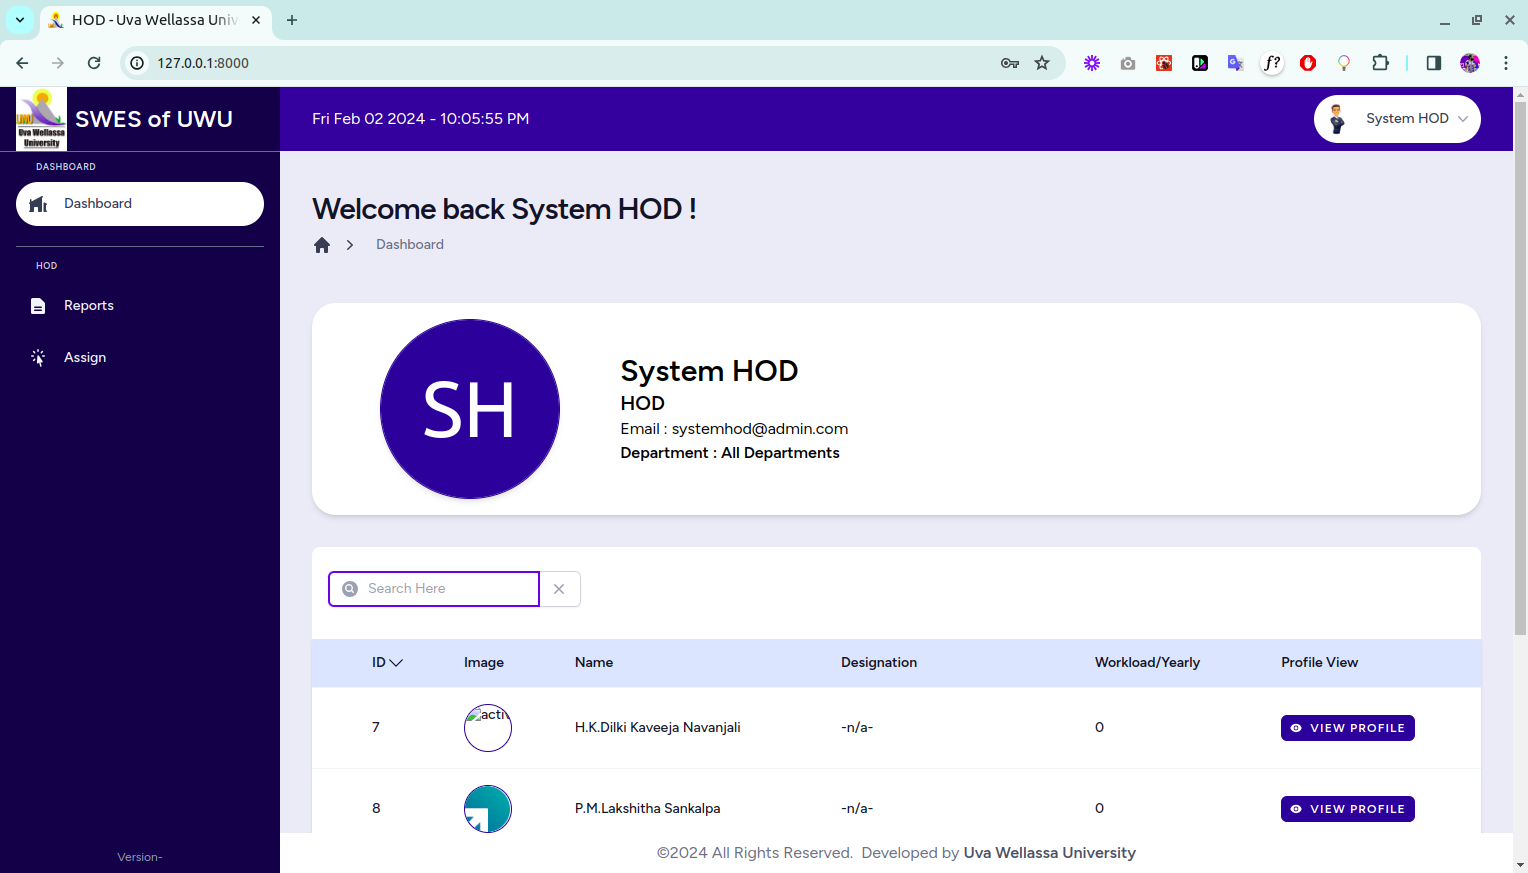 HOD - Uva Wellassa Univ
127.0.0.1:8000
Uva Wellassa
University
SWES of UWU
Fri Feb 02 2024 - 10:05:55 PM
System HOD
DASHBOARD
Dashboard
HOD
Reports
Assign
Version-
Welcome back System HOD !
Dashboard
SH
System HOD
HOD
Email : systemhod@admin.com
Department : All Departments
Search Here
ID Image Name Designation Workload/Yearly Profile View
7 activ H.K.Dilki Kaveeja Navanjali -n/a- 0 VIEW PROFILE
8 P.M.Lakshitha Sankalpa -n/a- 0 VIEW PROFILE
©2024 All Rights Reserved. Developed by Uva Wellassa University